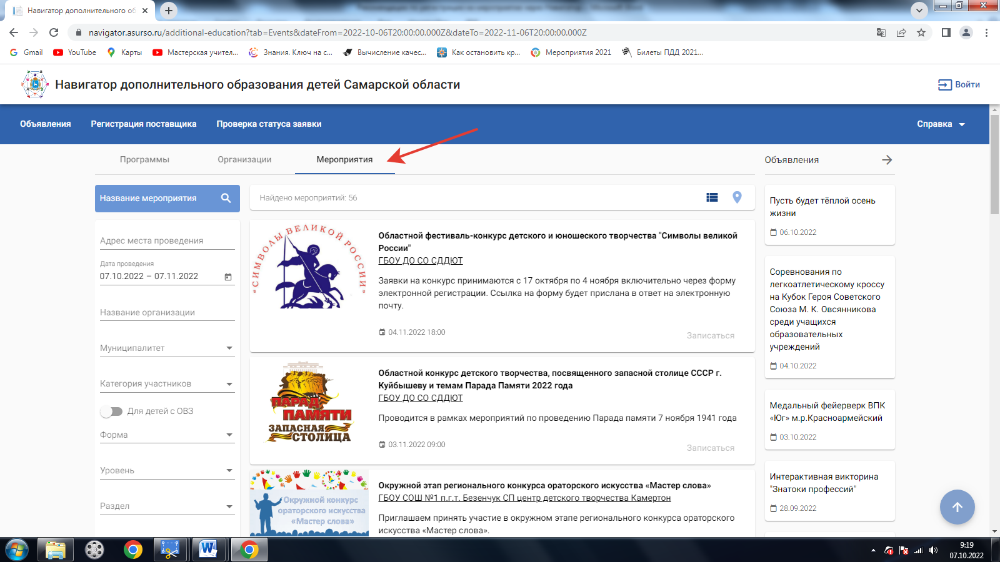 Навигатор дополнительного об
navigator.asurso.ru/additional-education?tab=Events&dateFrom=2022-10-06T20:00:00.000Z&dateTo=2022-11-06T20:00:00.000Z
Gmail
YouTube
Карты
Мастерская учител...
Знания. Ключ на с...
Вычисление качес...
Как остановить кр...
Мероприятия 2021
Билеты ПДД 2021...
Навигатор дополнительного образования детей Самарской области
Войти
Объявления
Регистрация поставщика
Проверка статуса заявки
Справка
Программы
Организации
Мероприятия
Название мероприятия
Адрес места проведения
Дата проведения
07.10.2022 – 07.11.2022
Название организации
Муниципалитет
Категория участников
Для детей с ОВЗ
Форма
Уровень
Раздел
Найдено мероприятий: 56
"СИМВОЛЫ ВЕЛИКОЙ РОССИИ"
Областной фестиваль-конкурс детского и юношеского творчества "Символы великой
России"
ГБОУ ДО СО СДДЮТ
Заявки на конкурс принимаются с 17 октября по 4 ноября включительно через форму
электронной регистрации. Ссылка на форму будет прислана в ответ на электронную
почту.
04.11.2022 18:00
Записаться
ПАРАД
ПАМЯТИ
ЗАПАСНАЯ
СТОЛИЦА
Областной конкурс детского творчества, посвященного запасной столице СССР г.
Куйбышеву и темам Парада Памяти 2022 года
ГБОУ ДО СО СДДЮТ
Проводится в рамках мероприятий по проведению Парада памяти 7 ноября 1941 года
03.11.2022 09:00
Записаться
Окружной конкурс
ораторского искусства
«Мастер слова»
Окружной этап регионального конкурса ораторского искусства «Мастер слова»
ГБОУ СОШ №1 п.г.т. Безенчук СП центр детского творчества Камертон
Приглашаем принять участие в окружном этапе регионального конкурса ораторского
искусства «Мастер слова».
Объявления
Пусть будет тёплой осень
жизни
06.10.2022
Соревнования по
легкоатлетическому кроссу
на Кубок Героя Советского
Союза М. К. Овсянникова
среди учащихся
образовательных
учреждений
04.10.2022
Медальный фейерверк ВПК
«Юг» м.р.Красноармейский
03.10.2022
Интерактивная викторина
"Знатоки профессий"
28.09.2022
9:19
07.10.2022